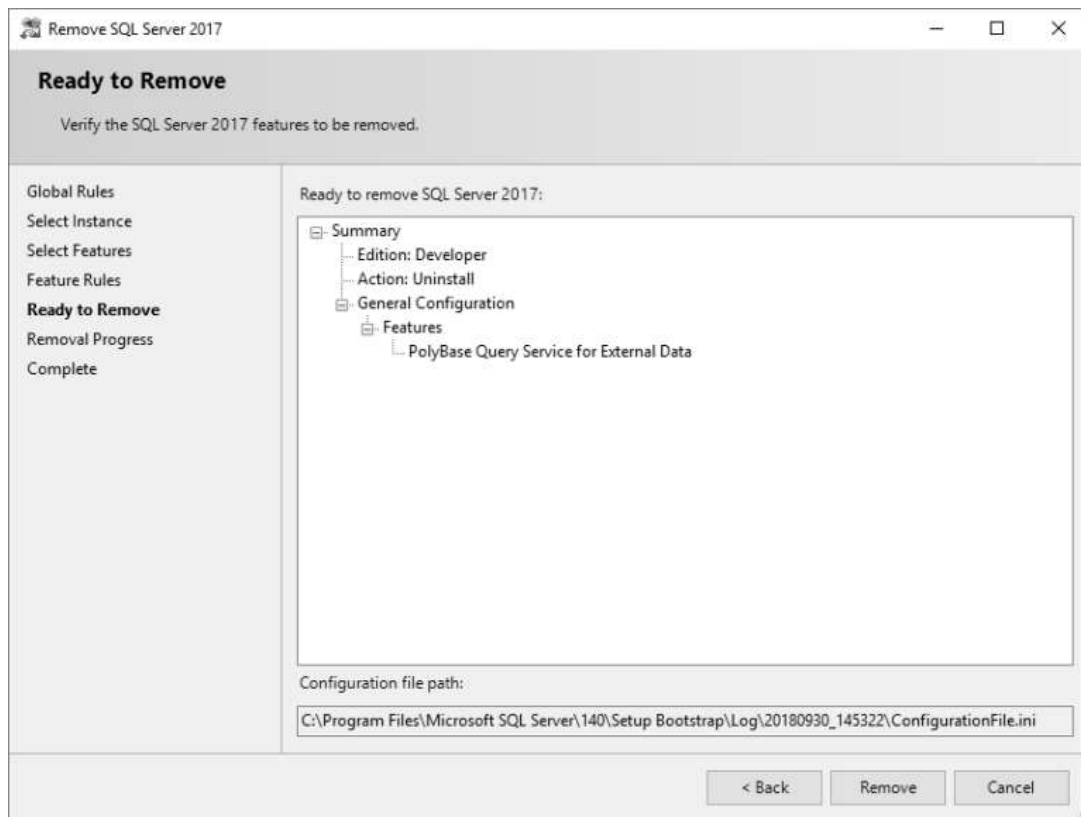 Remove SQL Server 2017
Ready to Remove
Verify the SQL Server 2017 features to be removed.
Global Rules
Select Instance
Select Features
Feature Rules
Ready to Remove
Removal Progress
Complete
Ready to remove SQL Server 2017:
Summary
Edition: Developer
Action: Uninstall
General Configuration
Features
PolyBase Query Service for External Data
Configuration file path:
C:\Program Files\Microsoft SQL Server\140\Setup Bootstrap\Log\20180930_145322\ConfigurationFile.ini
< Back
Remove
Cancel